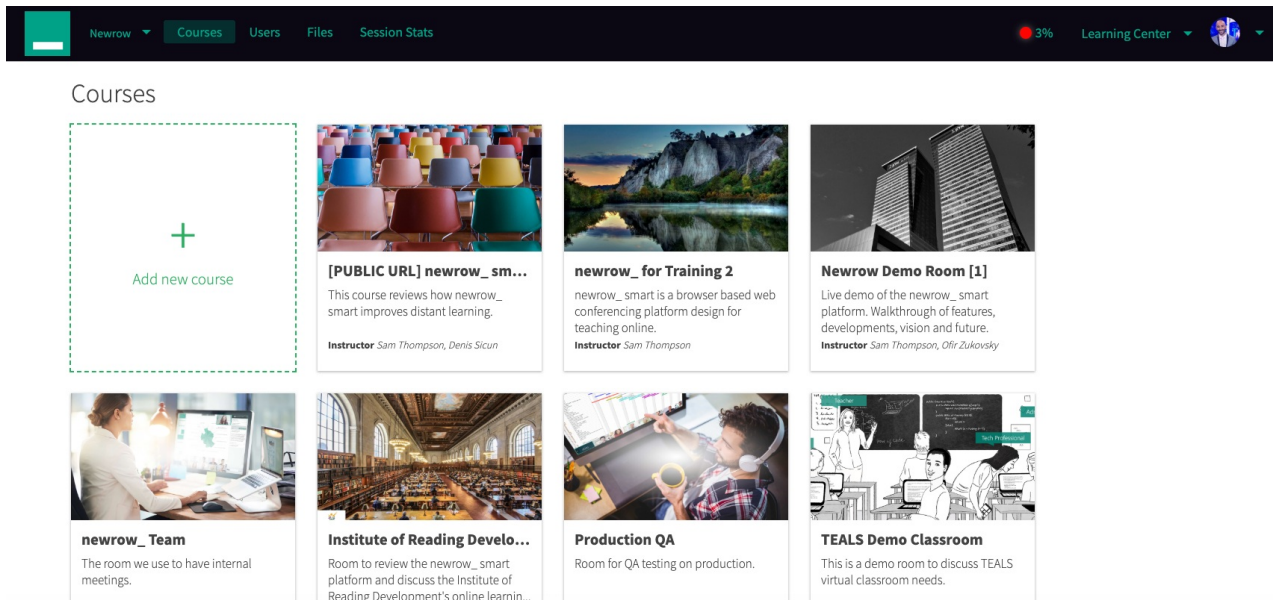 Newrow Courses Users Files Session Stats 3% Learning Center
Courses
Add new course
[PUBLIC URL] newrow_ sm...
This course reviews how newrow_
smart improves distant learning.
Instructor Sam Thompson, Denis Sicun
newrow_ for Training 2
newrow_ smart is a browser based web
conferencing platform design for
teaching online.
Instructor Sam Thompson
Newrow Demo Room [1]
Live demo of the newrow_ smart
platform. Walkthrough of features,
developments, vision and future.
Instructor Sam Thompson, Ofir Zukovsky
newrow_ Team
The room we use to have internal
meetings.
Institute of Reading Develo...
Room to review the newrow_ smart
platform and discuss the Institute of
Reading Development's online learnin...
Production QA
Room for QA testing on production.
Teacher
Tech Professional
TEALS Demo Classroom
This is a demo room to discuss TEALS
virtual classroom needs.